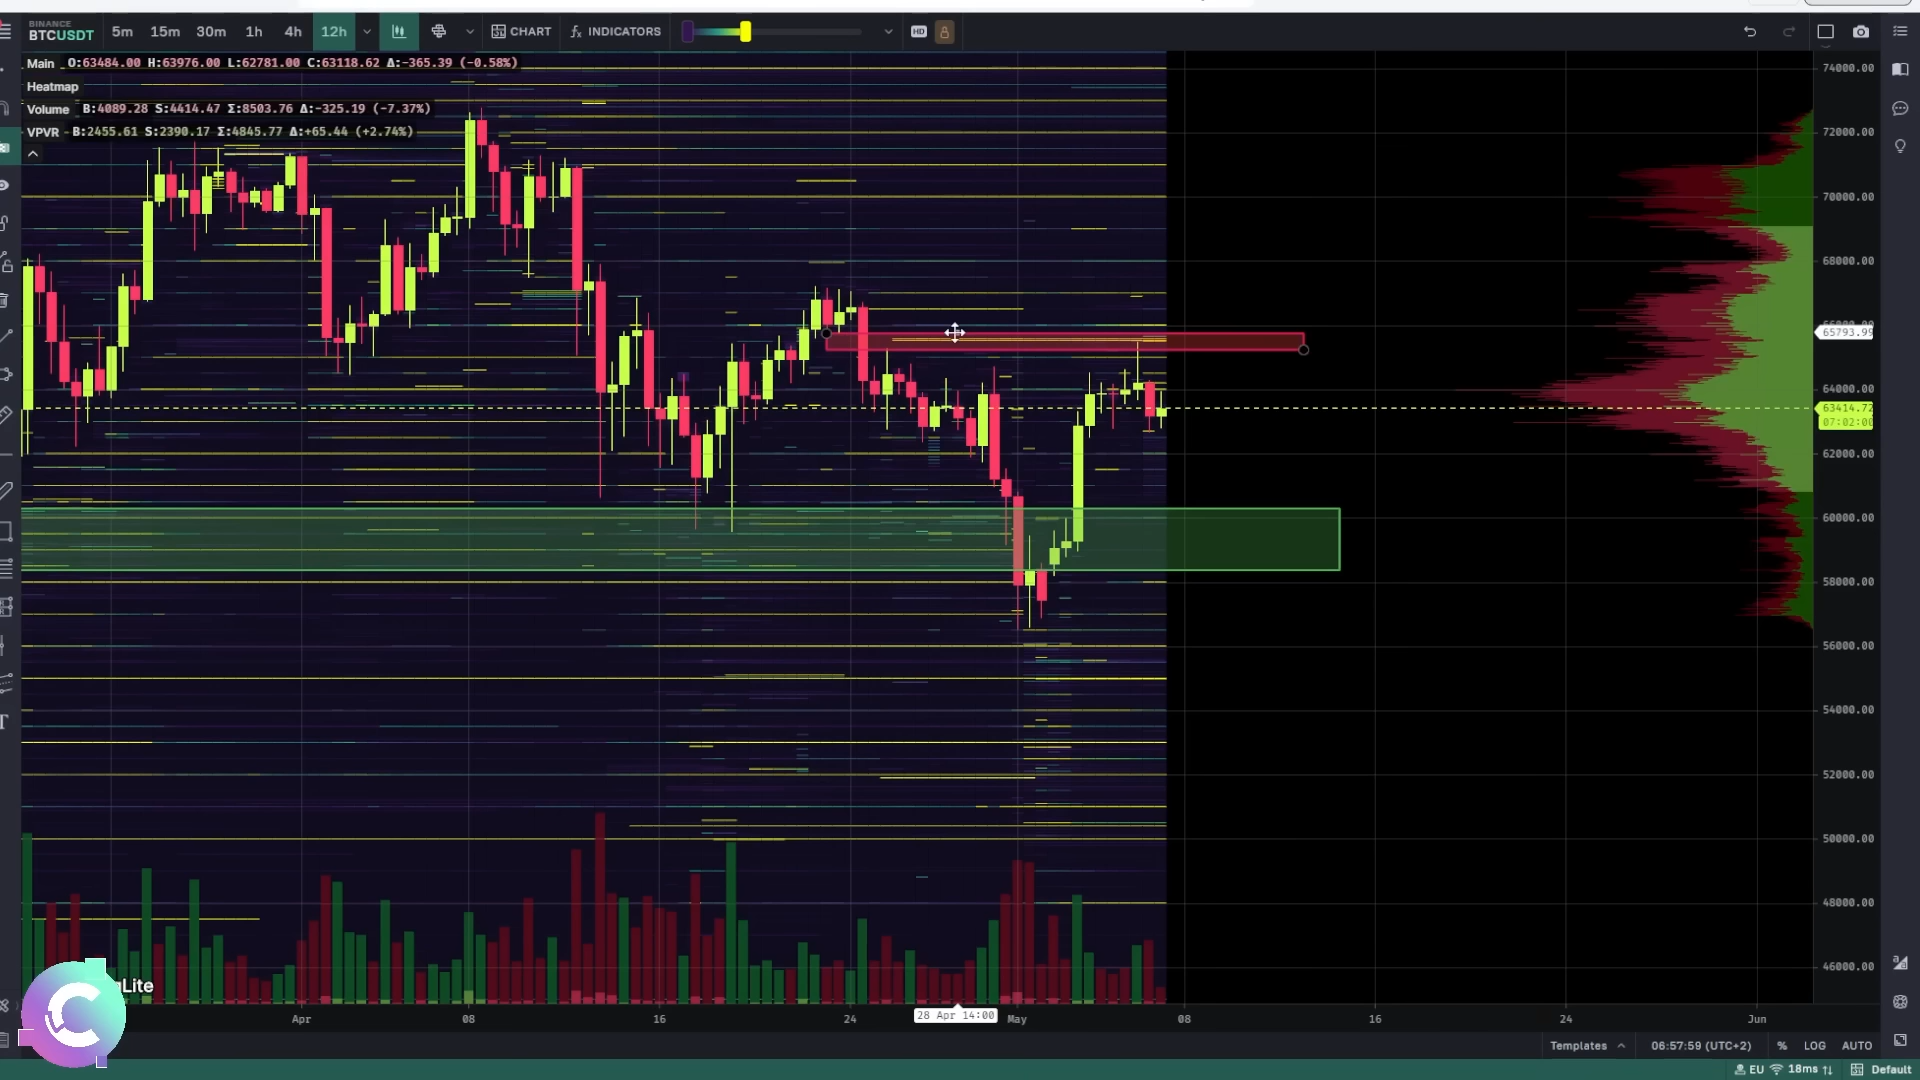 BINANCE
BTCUSDT
5m
15m
30m
1h
4h
12h
CHART
fx INDICATORS
HD
Main O:63484.00 H:63976.00 L:62781.00 C:63118.62 Δ:-365.39 (-0.58%)
Heatmap
Volume B:4089.28 S:4414.47 Σ:8503.76 Δ:-325.19 (-7.37%)
VPVR B:2455.61 S:2390.17 Σ:4845.77 Δ:+65.44 (+2.74%)
74000.00
72000.00
70000.00
68000.00
65793.99
64000.00
63414.72
07:02:00
62000.00
60000.00
58000.00
56000.00
54000.00
52000.00
50000.00
48000.00
46000.00
Lite
Apr
08
16
24
28 Apr 14:00
May
08
16
24
Jun
Templates
06:57:59 (UTC+2)
%
LOG
AUTO
EU
18ms
Default